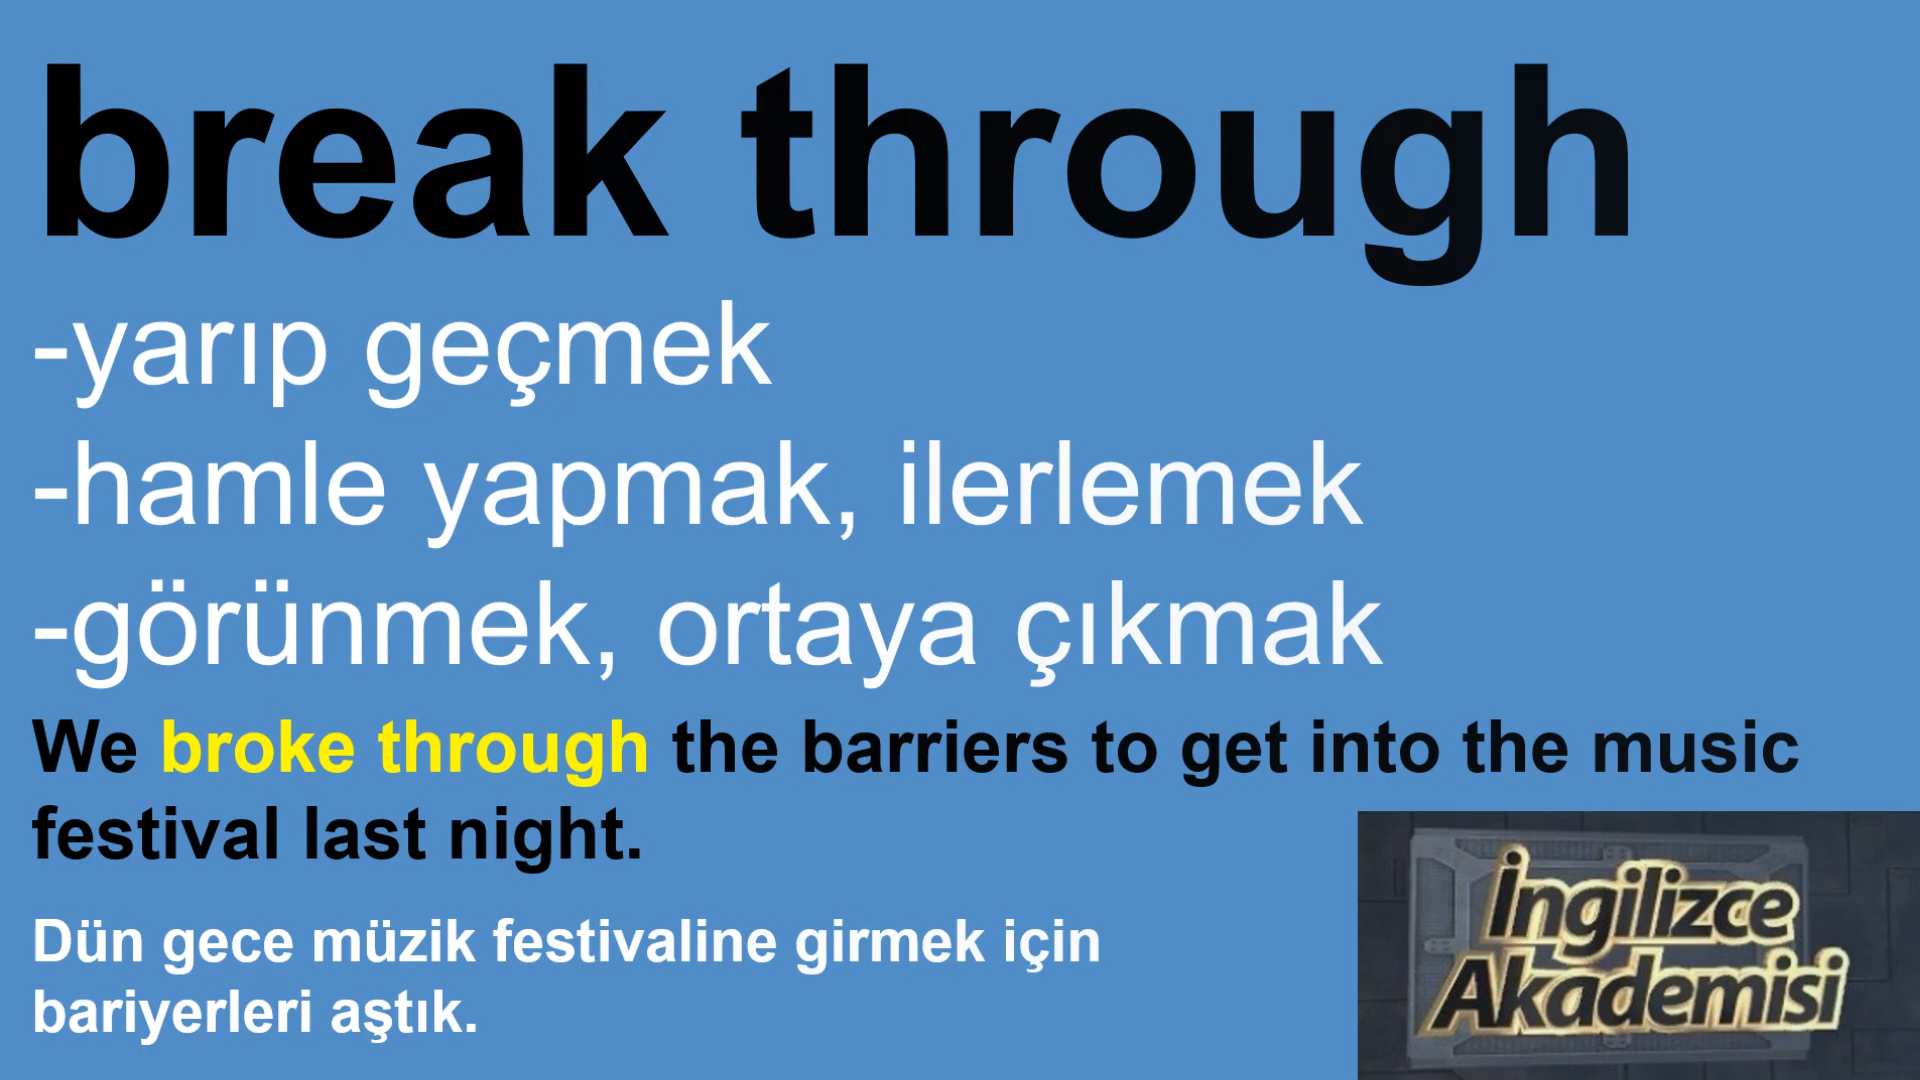 break through
-yarıp geçmek
-hamle yapmak, ilerlemek
-görünmek, ortaya çıkmak
We broke through the barriers to get into the music
festival last night.
Dün gece müzik festivaline girmek için
bariyerleri aştık.
İngilizce
Akademisi